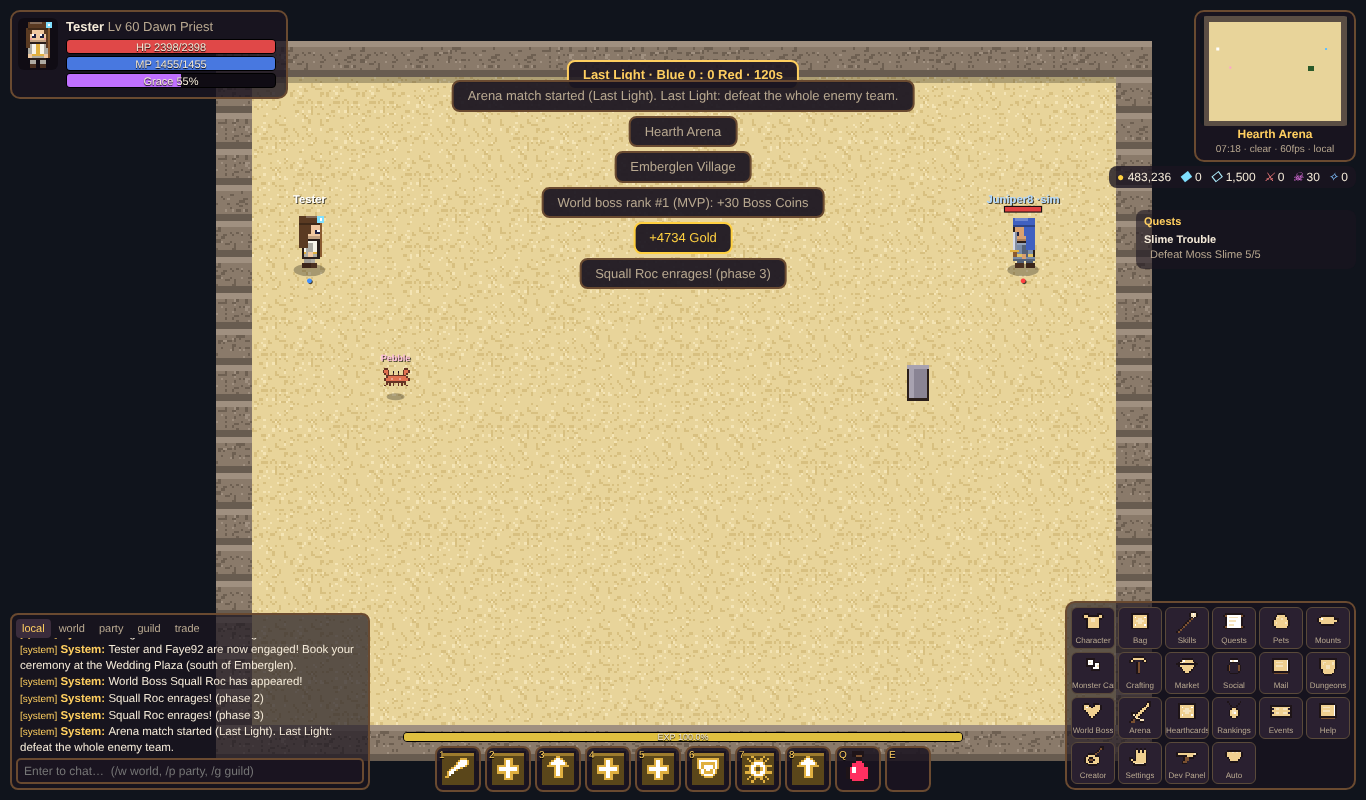 Tester Lv 60 Dawn Priest
HP 2398/2398
MP 1455/1455
Grace 55%
Last Light · Blue 0 : 0 Red · 120s
Arena match started (Last Light). Last Light: defeat the whole enemy team.
Hearth Arena
Emberglen Village
World boss rank #1 (MVP): +30 Boss Coins
+4734 Gold
Squall Roc enrages! (phase 3)
Hearth Arena
07:18 · clear · 60fps · local
483,236 0 1,500 0 30 0
Quests
Slime Trouble
Defeat Moss Slime 5/5
Tester
Juniper8 ·sim
Pebble
local world party guild trade
[system] System: Tester and Faye92 are now engaged! Book your
ceremony at the Wedding Plaza (south of Emberglen).
[system] System: World Boss Squall Roc has appeared!
[system] System: Squall Roc enrages! (phase 2)
[system] System: Squall Roc enrages! (phase 3)
[system] System: Arena match started (Last Light). Last Light:
defeat the whole enemy team.
Enter to chat… (/w world, /p party, /g guild)
EXP 100.0%
1 2 3 4 5 6 7 8 Q E
Character Bag Skills Quests Pets Mounts
Monster Ca Crafting Market Social Mail Dungeons
World Boss Arena Hearthcards Rankings Events Help
Creator Settings Dev Panel Auto